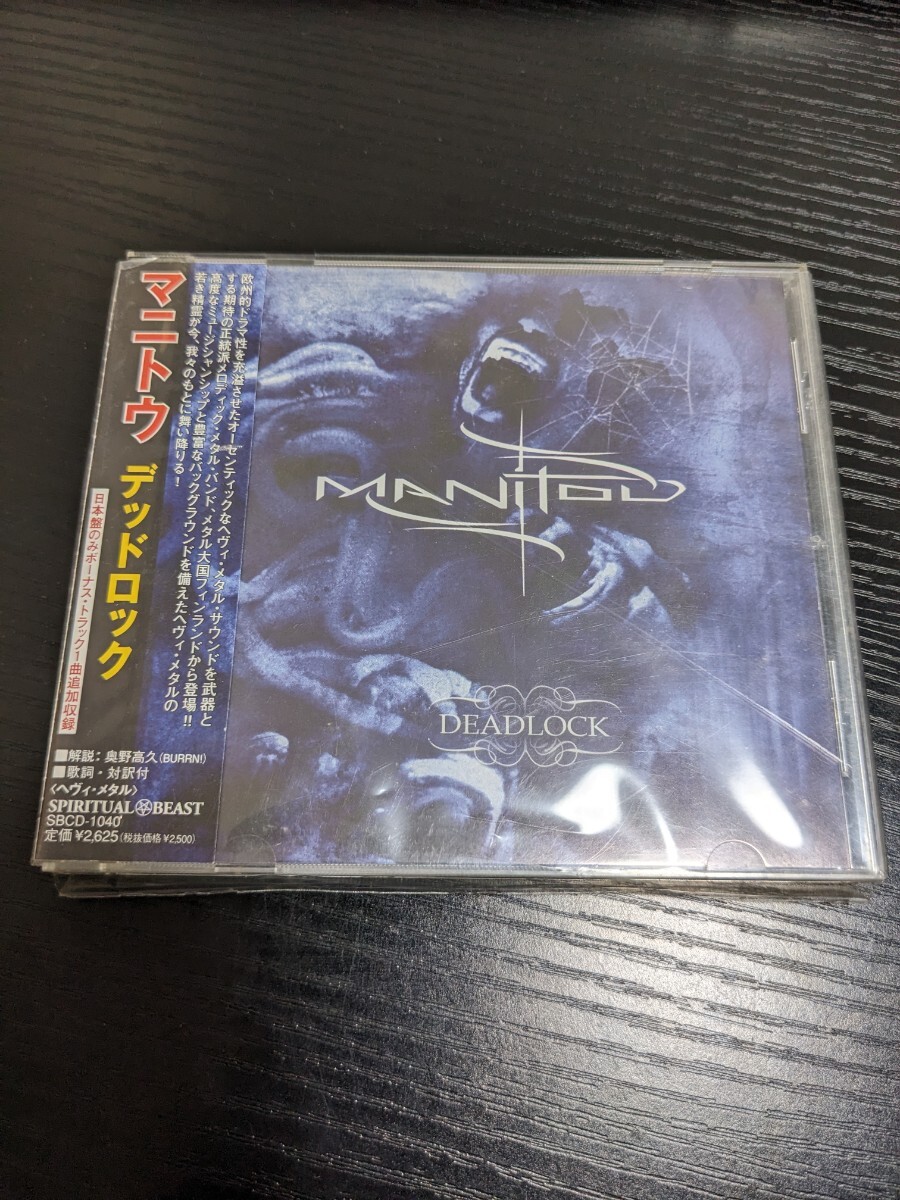 マニトウ
デッドロック
日本盤のみボーナス・トラック1曲追加収録
欧州的ドラマ性を充溢させたオーセンティックなヘヴィ・メタル・サウンドを武器と
する期待の正統派メロディック・メタル・バンド、メタル大国フィンランドから登場!!
高度なミュージシャンシップと豊富なバックグラウンドを備えたヘヴィ・メタルの
若き精霊が今、我々のもとに舞い降りる!
■解説:奥野高久(BURRN!)
■歌詞・対訳付
〈ヘヴィ・メタル〉
SPIRITUAL BEAST
SBCD-1040
定価 ¥2,625(税抜価格 ¥2,500)
MANITOU
DEADLOCK